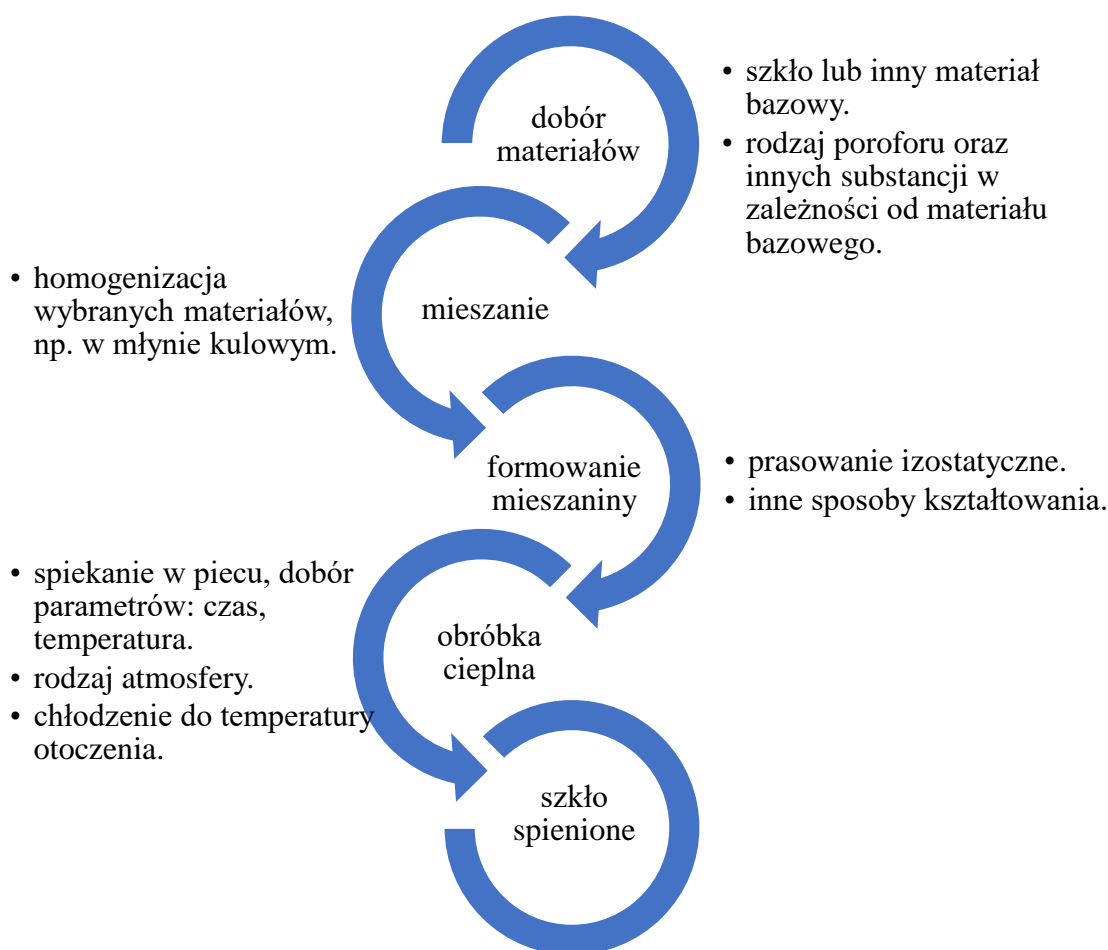 dobór
materiałów
• szkło lub inny materiał
bazowy.
• rodzaj poroforu oraz
innych substancji w
zależności od materiału
bazowego.
mieszanie
• homogenizacja
wybranych materiałów,
np. w młynie kulowym.
formowanie
mieszaniny
• prasowanie izostatyczne.
• inne sposoby kształtowania.
obróbka
cieplna
• spiekanie w piecu, dobór
parametrów: czas,
temperatura.
• rodzaj atmosfery.
• chłodzenie do temperatury
otoczenia.
szkło
spienione